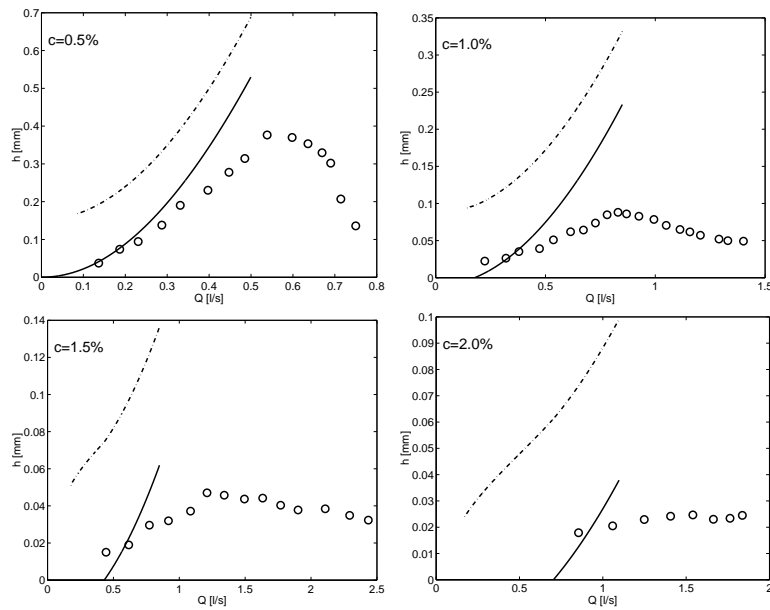 0.7
0.6
0.5
0.4
0.3
0.2
0.1
0
c=0.5%
h [mm]
0 0.1 0.2 0.3 0.4 0.5 0.6 0.7 0.8
Q [l/s]
0.35
0.3
0.25
0.2
0.15
0.1
0.05
0
c=1.0%
h [mm]
0 0.5 1 1.5
Q [l/s]
0.14
0.12
0.1
0.08
0.06
0.04
0.02
0
c=1.5%
h [mm]
0 0.5 1 1.5 2 2.5
Q [l/s]
0.1
0.09
0.08
0.07
0.06
0.05
0.04
0.03
0.02
0.01
0
c=2.0%
h [mm]
0 0.5 1 1.5 2
Q [l/s]